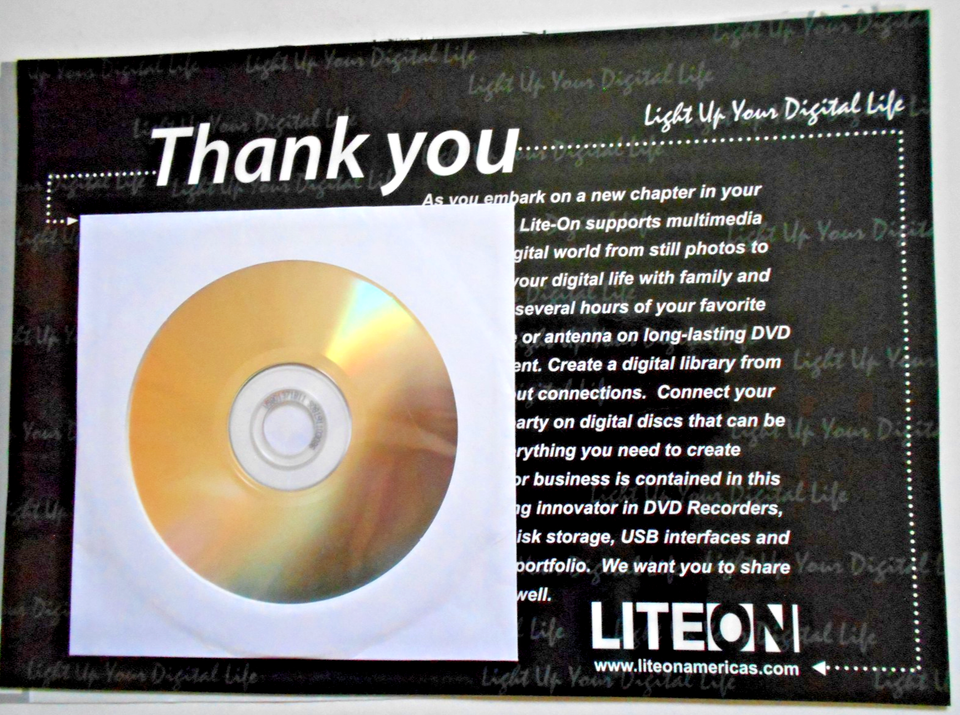 Light Up Your Digital Life
Thank you
As you embark on a new chapter in your
Lite-On supports multimedia
gital world from still photos to
your digital life with family and
several hours of your favorite
or antenna on long-lasting DVD
ent. Create a digital library from
ut connections. Connect your
arty on digital discs that can be
rything you need to create
or business is contained in this
ng innovator in DVD Recorders,
isk storage, USB interfaces and
portfolio. We want you to share
well.
LITEON
www.liteonamericas.com